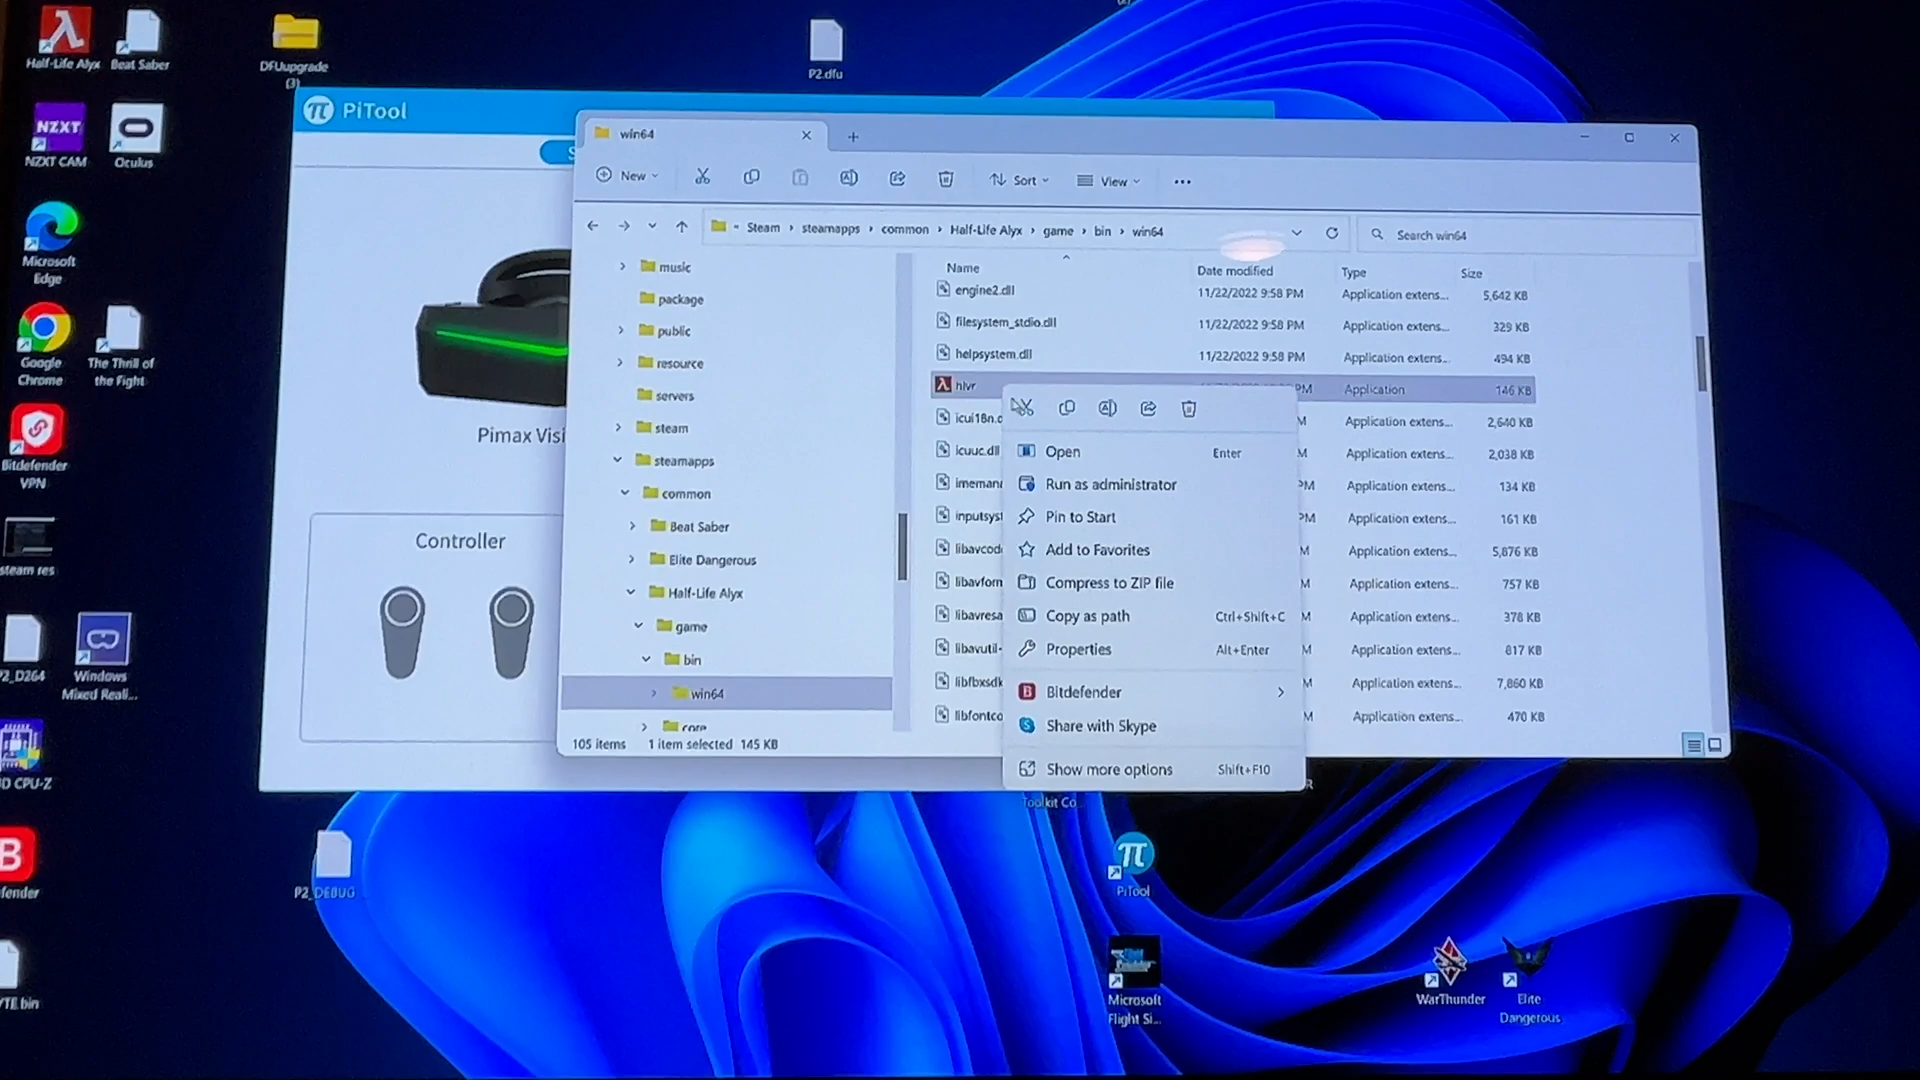 Half-Life Alyx
Beat Saber
DFUupgrade
(3)
P2.dfu
NZXT
NZXT CAM
Oculus
Microsoft
Edge
Google
Chrome
The Thrill of
the Fight
Bitdefender
VPN
steam res
P2_D264
Windows
Mixed Reali...
D CPU-Z
B
fender
TE bin
PiTool
S
Pimax Visi
Controller
win64
New
Sort
View
Steam › steamapps › common › Half-Life Alyx › game › bin › win64
Search win64
music
package
public
resource
servers
steam
steamapps
common
Beat Saber
Elite Dangerous
Half-Life Alyx
game
bin
win64
core
105 items 1 item selected 145 KB
Name Date modified Type Size
engine2.dll 11/22/2022 9:58 PM Application extens... 5,642 KB
filesystem_stdio.dll 11/22/2022 9:58 PM Application extens... 329 KB
helpsystem.dll 11/22/2022 9:58 PM Application extens... 494 KB
hlvr PM Application 146 KB
icui18n.c M Application extens... 2,640 KB
icuuc.dll M Application extens... 2,038 KB
imeman PM Application extens... 134 KB
inputsyst PM Application extens... 161 KB
libavcod M Application extens... 5,876 KB
libavforn M Application extens... 757 KB
libavresa M Application extens... 378 KB
libavutil- M Application extens... 817 KB
libfbxsdk M Application extens... 7,860 KB
libfontco M Application extens... 470 KB
Open Enter
Run as administrator
Pin to Start
Add to Favorites
Compress to ZIP file
Copy as path Ctrl+Shift+C
Properties Alt+Enter
Bitdefender
Share with Skype
Show more options Shift+F10
R
Toolkit Co...
P2_DEBUG
PiTool
Microsoft
Flight Si...
WarThunder
Elite
Dangerous